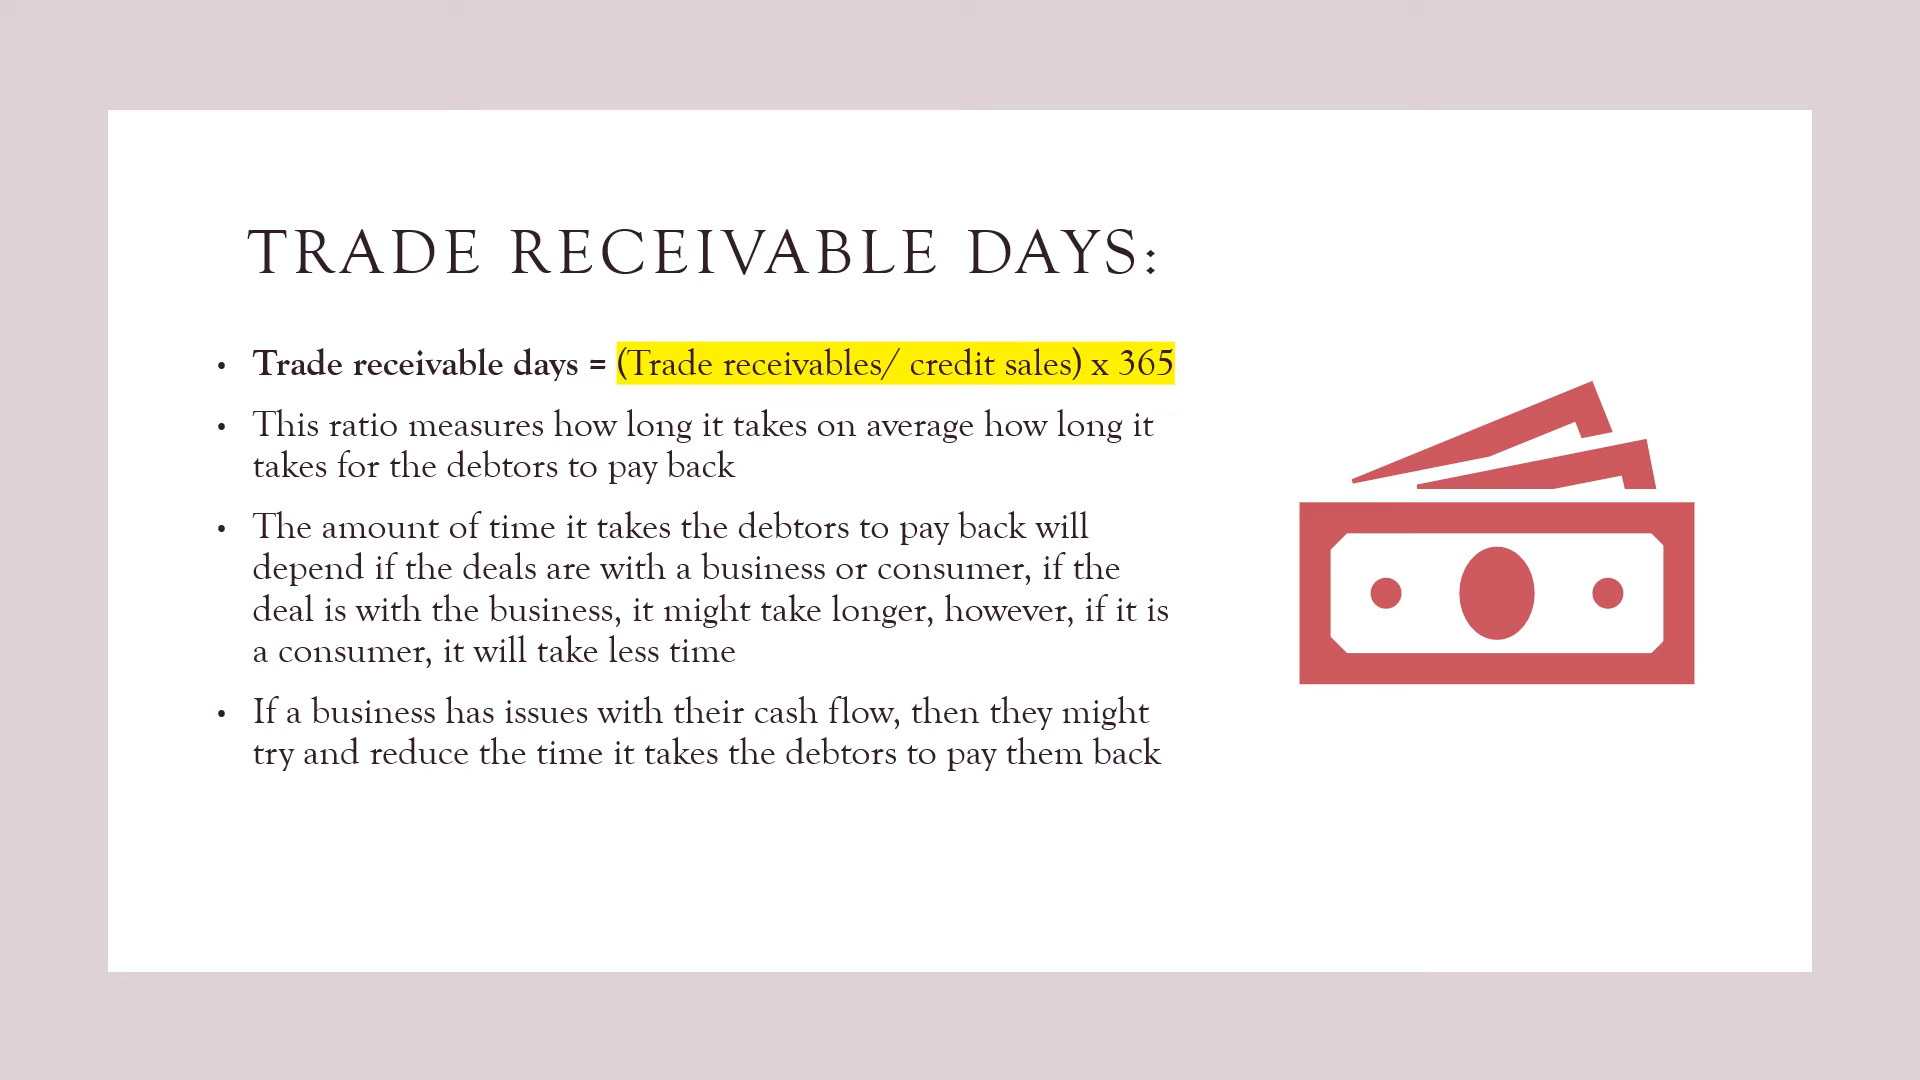 TRADE RECEIVABLE DAYS:
• Trade receivable days = (Trade receivables/ credit sales) x 365
• This ratio measures how long it takes on average how long it
takes for the debtors to pay back
• The amount of time it takes the debtors to pay back will
depend if the deals are with a business or consumer, if the
deal is with the business, it might take longer, however, if it is
a consumer, it will take less time
• If a business has issues with their cash flow, then they might
try and reduce the time it takes the debtors to pay them back